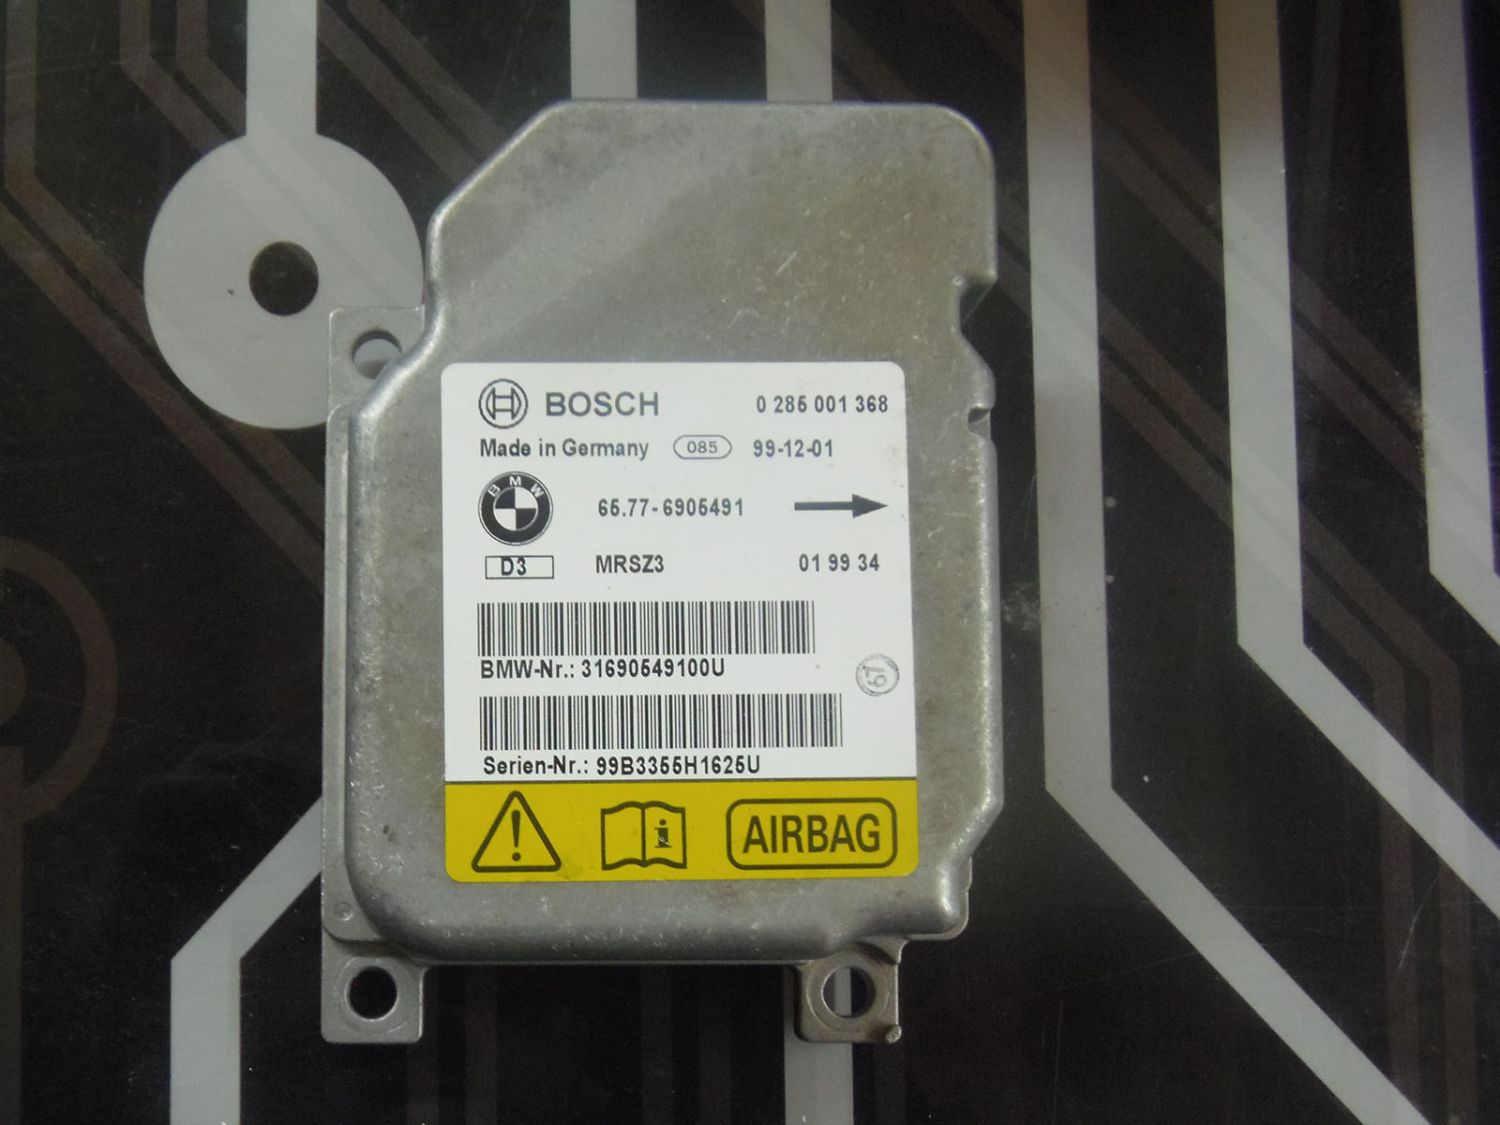 BOSCH 0 285 001 368
Made in Germany 085 99-12-01
BMW 65.77-6905491
D3 MRSZ3 01 99 34
BMW-Nr.: 31690549100U
19
Serien-Nr.: 99B3355H1625U
AIRBAG